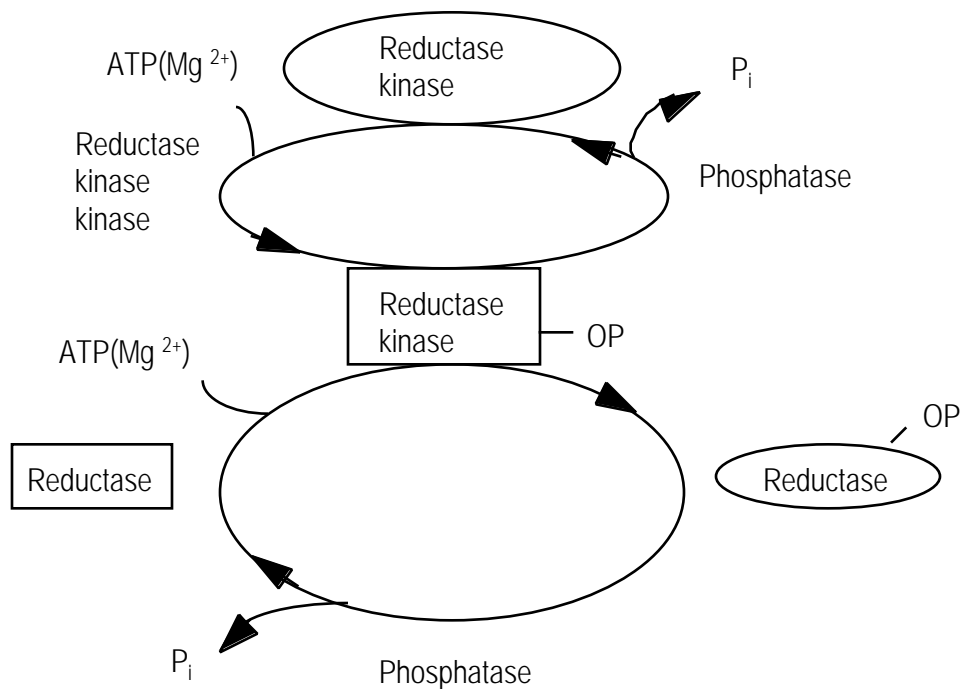 Reductase
kinase
ATP(Mg 2+)
Pi
Reductase
kinase
kinase
Phosphatase
Reductase
kinase
OP
ATP(Mg 2+)
OP
Reductase
Reductase
Pi
Phosphatase